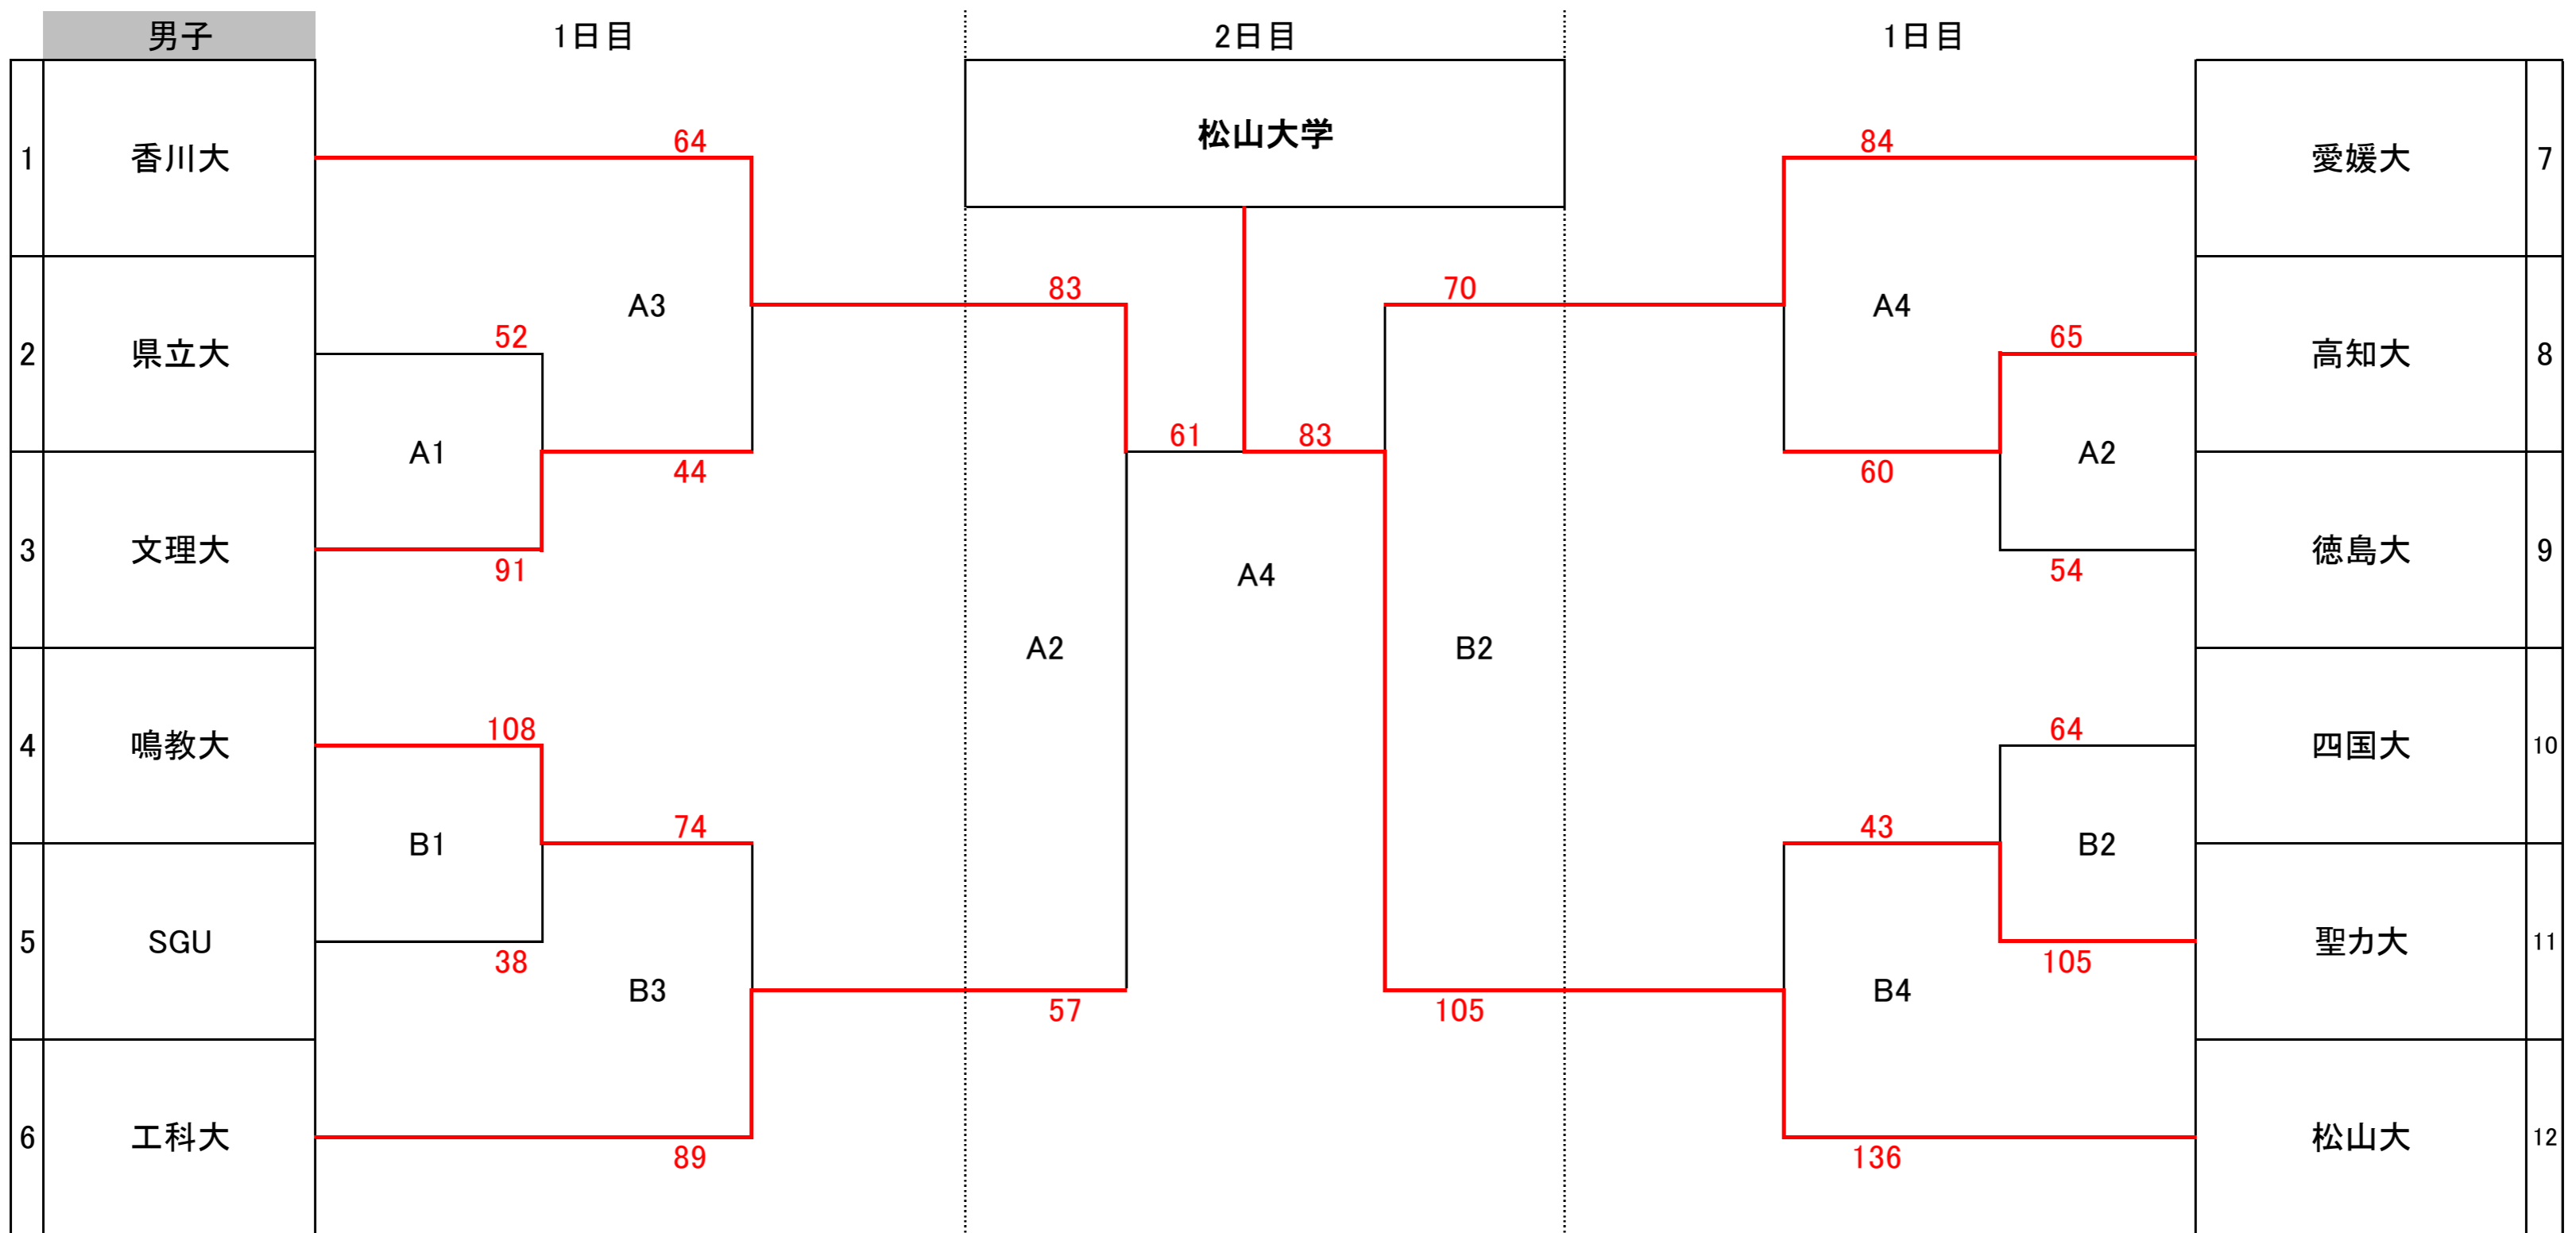 男子 1日目 2日目 1日目
松山大学
1 香川大 64 84 愛媛大 7
83 70
A3 A4
2 県立大 52 65 高知大 8
61 83
A1 A2
44 60
3 文理大 91 54 徳島大 9
A4
A2 B2
4 鳴教大 108 64 四国大 10
74 43
B1 B2
5 SGU 38 105 聖力大 11
B3 57 105 B4
6 工科大 89 136 松山大 12